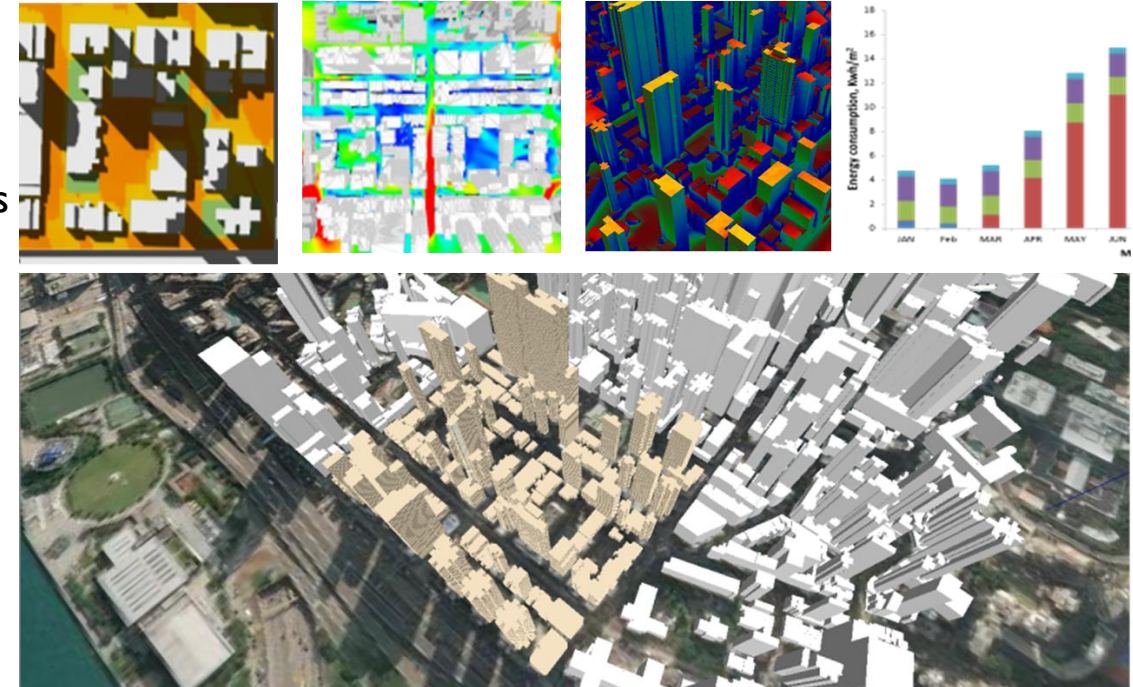 s
18
16
14
12
10
8
6
4
2
0
Energy consumption, Kwh/m²
JAN
Feb
MAR
APR
MAY
JUN
M